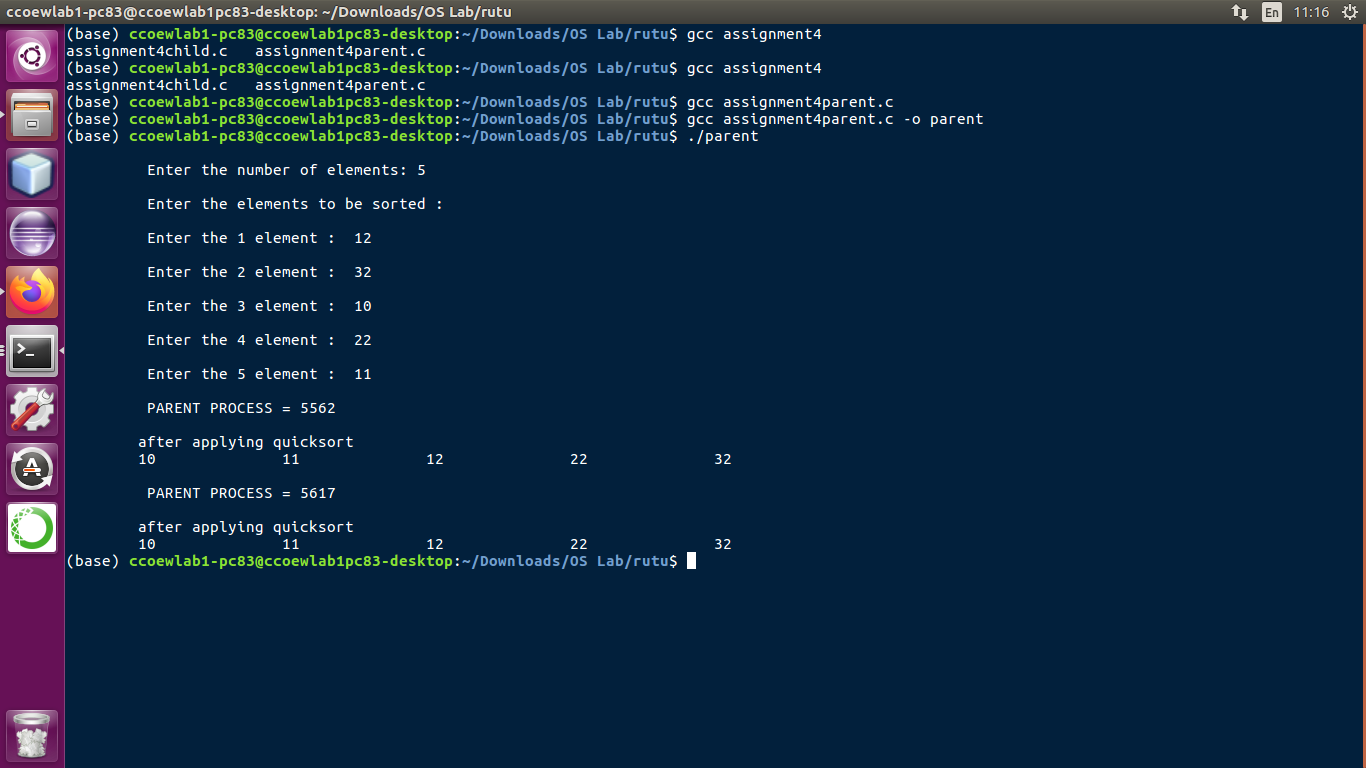 ccoewlab1-pc83@ccoewlab1pc83-desktop: ~/Downloads/OS Lab/rutu
En 11:16
(base) ccoewlab1-pc83@ccoewlab1pc83-desktop:~/Downloads/OS Lab/rutu$ gcc assignment4
assignment4child.c   assignment4parent.c
(base) ccoewlab1-pc83@ccoewlab1pc83-desktop:~/Downloads/OS Lab/rutu$ gcc assignment4
assignment4child.c   assignment4parent.c
(base) ccoewlab1-pc83@ccoewlab1pc83-desktop:~/Downloads/OS Lab/rutu$ gcc assignment4parent.c
(base) ccoewlab1-pc83@ccoewlab1pc83-desktop:~/Downloads/OS Lab/rutu$ gcc assignment4parent.c -o parent
(base) ccoewlab1-pc83@ccoewlab1pc83-desktop:~/Downloads/OS Lab/rutu$ ./parent
Enter the number of elements: 5
Enter the elements to be sorted :
Enter the 1 element :  12
Enter the 2 element :  32
Enter the 3 element :  10
Enter the 4 element :  22
Enter the 5 element :  11
PARENT PROCESS = 5562
after applying quicksort
10              11              12              22              32
PARENT PROCESS = 5617
after applying quicksort
10              11              12              22              32
(base) ccoewlab1-pc83@ccoewlab1pc83-desktop:~/Downloads/OS Lab/rutu$